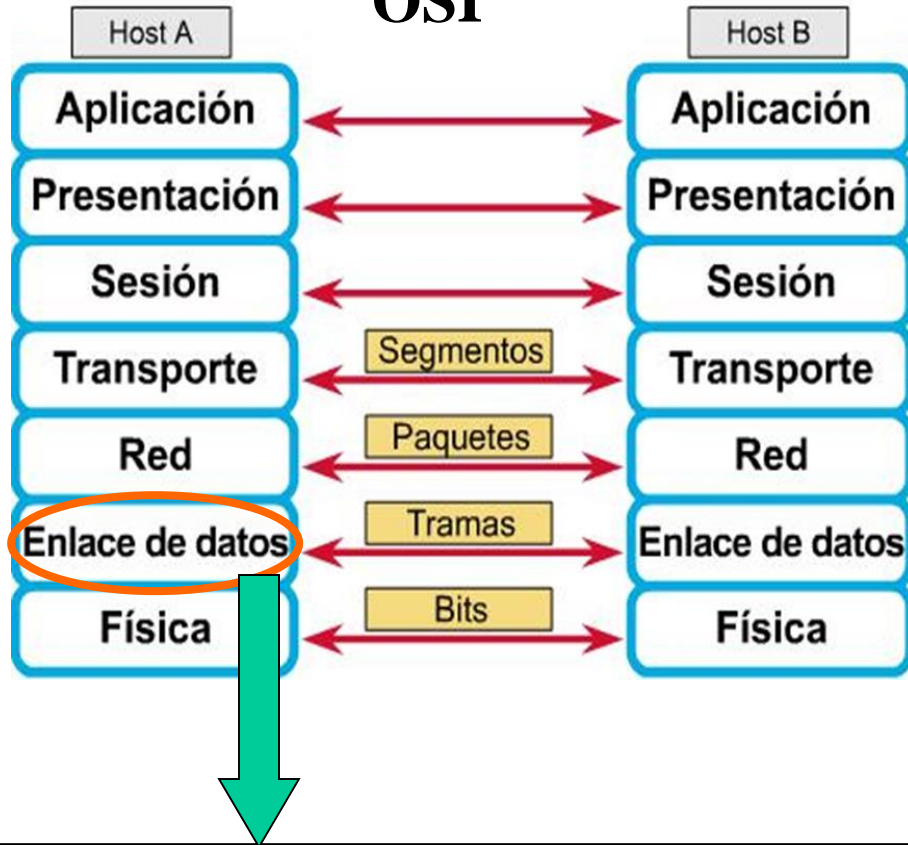 OSI
Host A Host B
Aplicación Aplicación
Presentación Presentación
Sesión Sesión
Segmentos
Transporte Transporte
Paquetes
Red Red
Tramas
Enlace de datos Enlace de datos
Bits
Física Física